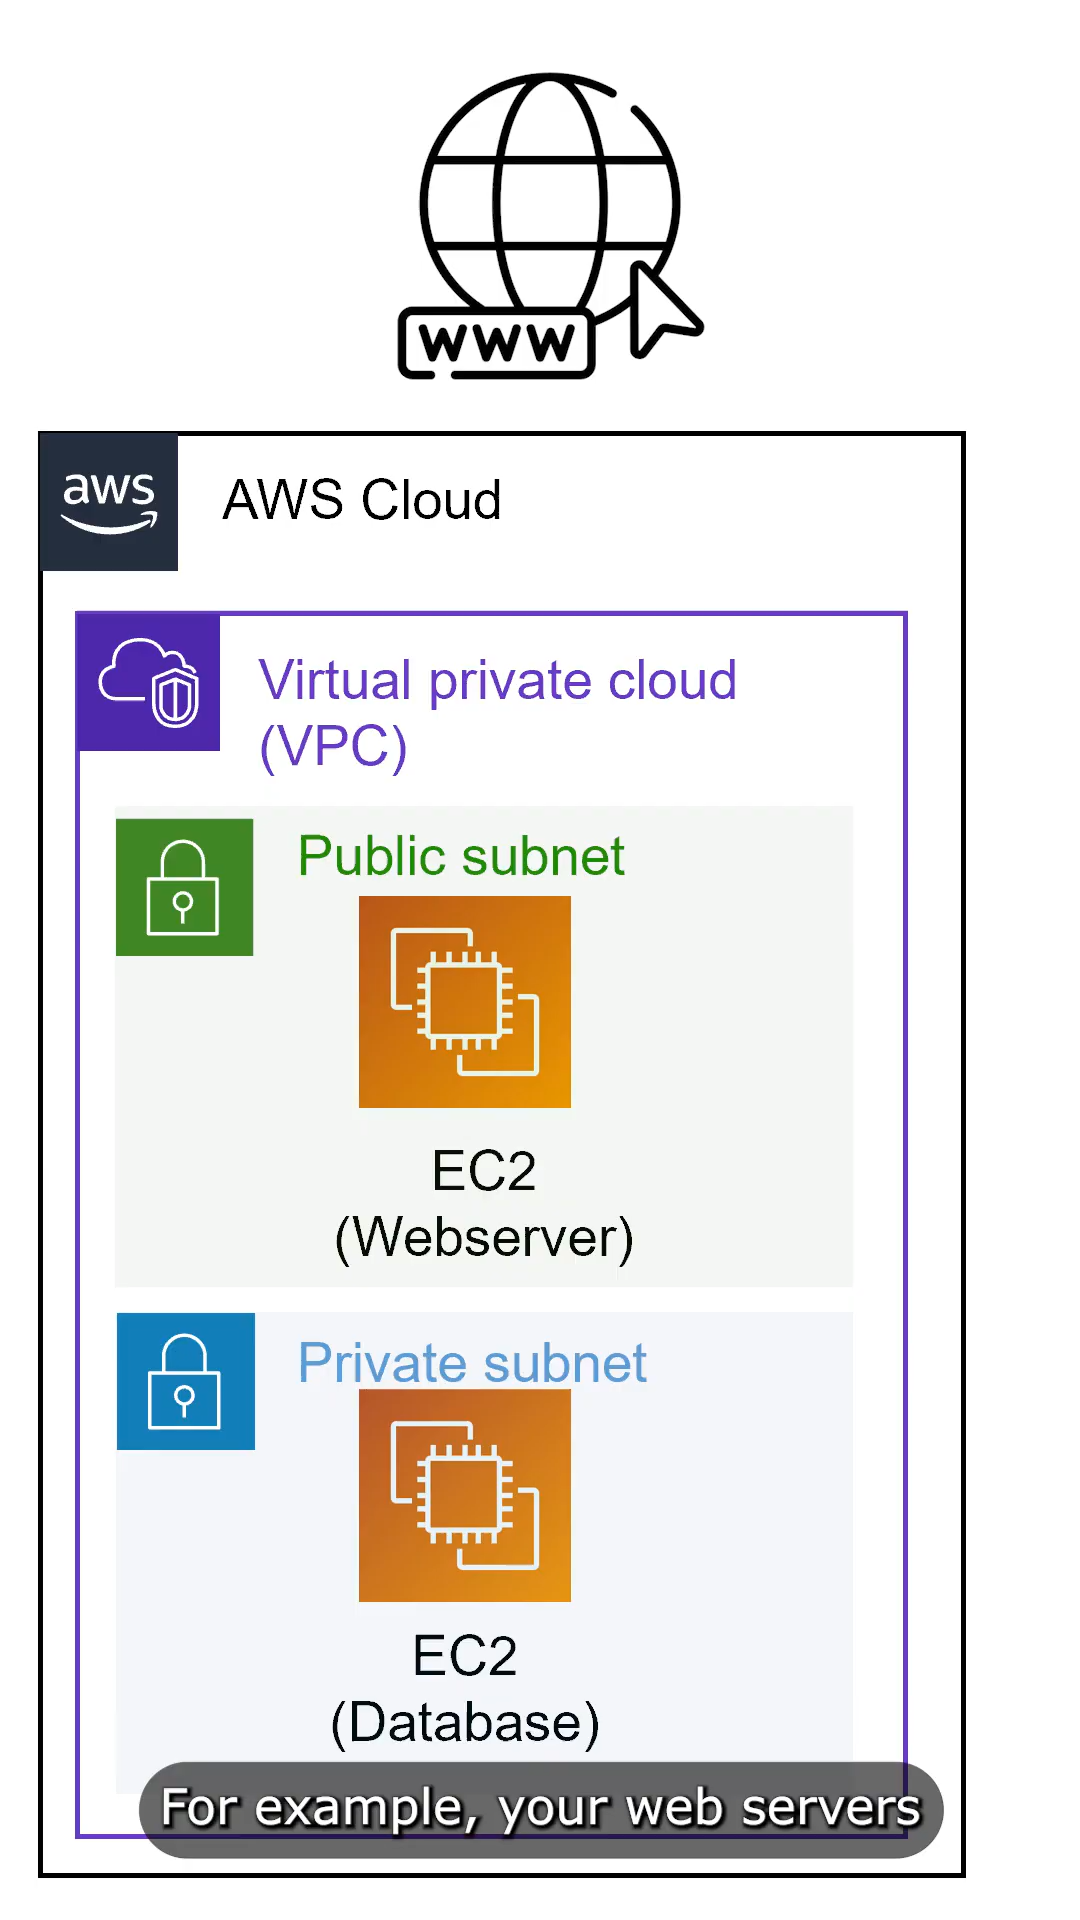 www
aws
AWS Cloud
Virtual private cloud
(VPC)
Public subnet
EC2
(Webserver)
Private subnet
EC2
(Database)
For example, your web servers